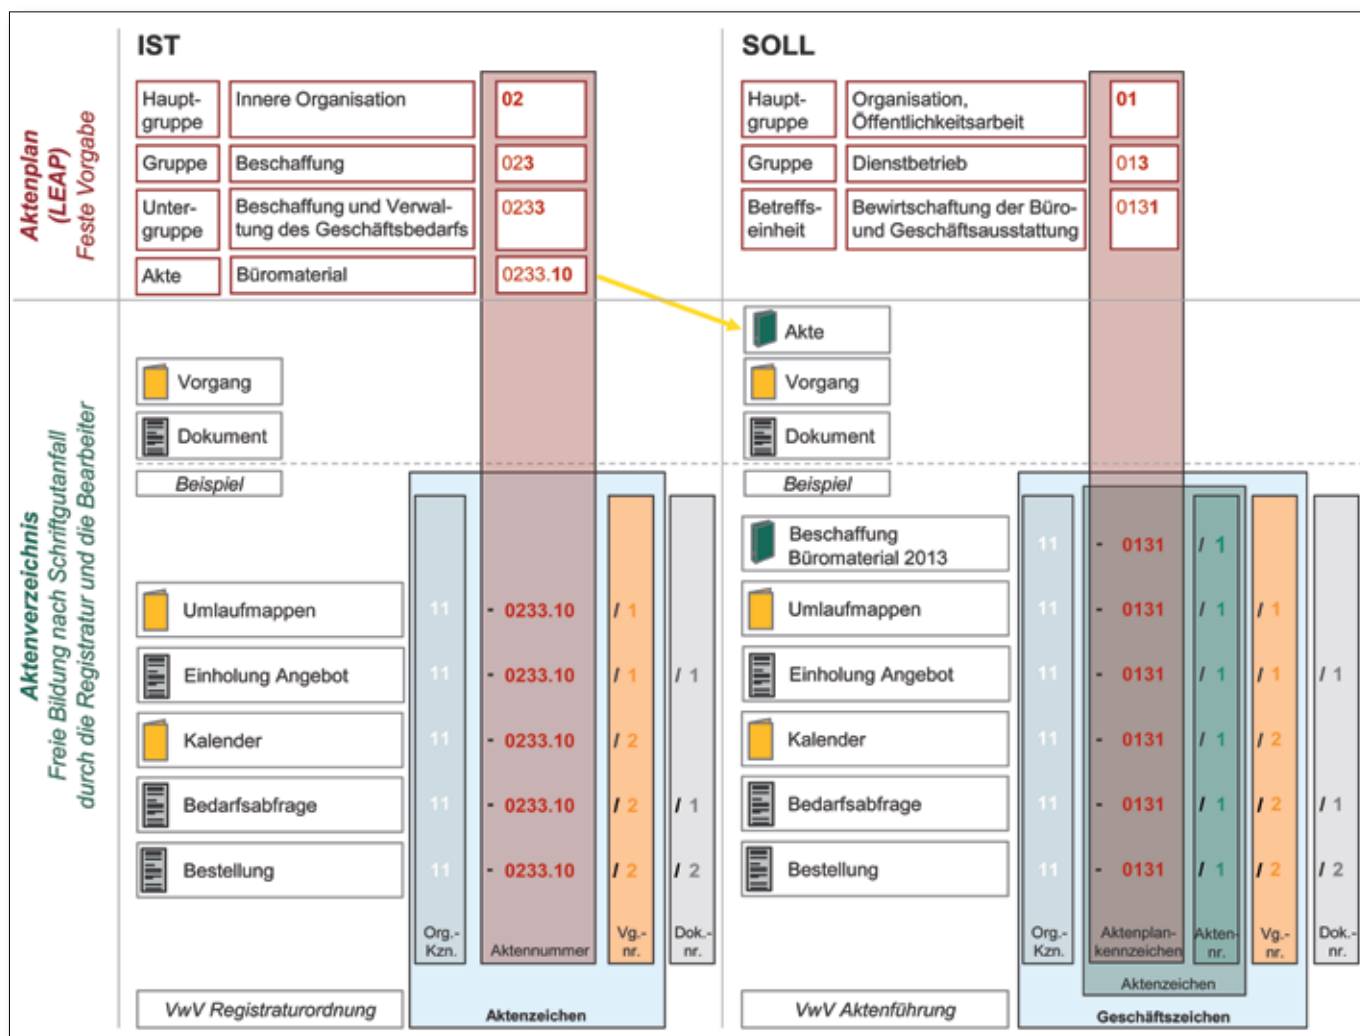 IST
SOLL
Aktenplan
(LEAP)
Feste Vorgabe
Haupt-
gruppe
Innere Organisation
02
Gruppe
Beschaffung
023
Unter-
gruppe
Beschaffung und Verwal-
tung des Geschäftsbedarfs
0233
Akte
Büromaterial
0233.10
Haupt-
gruppe
Organisation,
Öffentlichkeitsarbeit
01
Gruppe
Dienstbetrieb
013
Betreffs-
einheit
Bewirtschaftung der Büro-
und Geschäftsausstattung
0131
Aktenverzeichnis
Freie Bildung nach Schriftgutanfall
durch die Registratur und die Bearbeiter
Vorgang
Dokument
Beispiel
Umlaufmappen 11 - 0233.10 / 1
Einholung Angebot 11 - 0233.10 / 1 / 1
Kalender 11 - 0233.10 / 2
Bedarfsabfrage 11 - 0233.10 / 2 / 1
Bestellung 11 - 0233.10 / 2 / 2
Org.-
Kzn.
Aktennummer
Vg.-
nr.
Dok.-
nr.
VwV Registraturordnung
Aktenzeichen
Akte
Vorgang
Dokument
Beispiel
Beschaffung
Büromaterial 2013
11 - 0131 / 1
Umlaufmappen 11 - 0131 / 1 / 1
Einholung Angebot 11 - 0131 / 1 / 1 / 1
Kalender 11 - 0131 / 1 / 2
Bedarfsabfrage 11 - 0131 / 1 / 2 / 1
Bestellung 11 - 0131 / 1 / 2 / 2
Org.-
Kzn.
Aktenplan-
kennzeichen
Akten-
nr.
Vg.-
nr.
Dok.-
nr.
Aktenzeichen
VwV Aktenführung
Geschäftszeichen